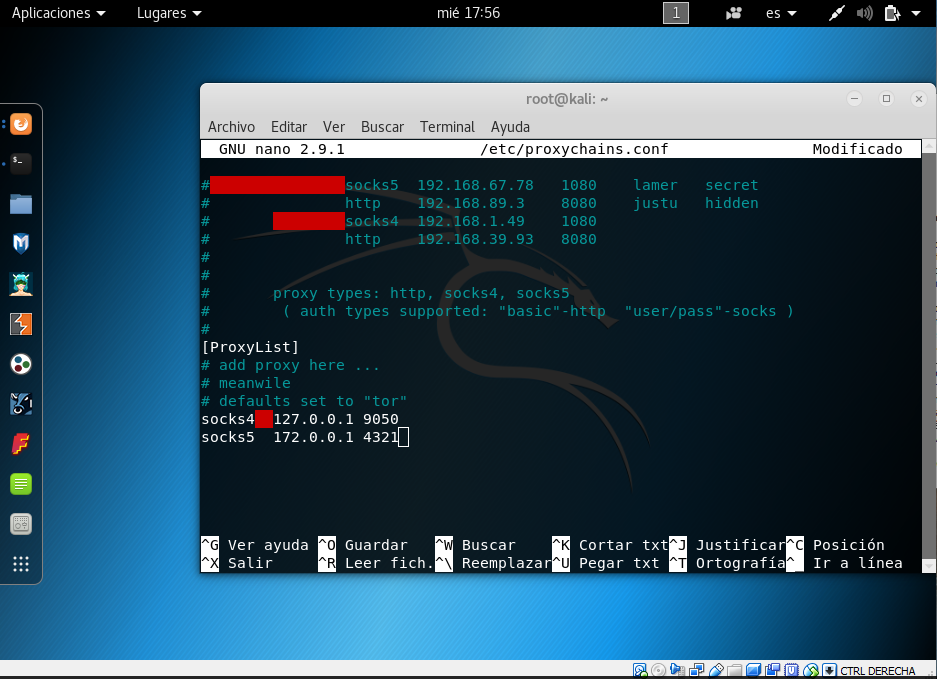 Aplicaciones Lugares mié 17:56 1 es
root@kali: ~
Archivo Editar Ver Buscar Terminal Ayuda
GNU nano 2.9.1 /etc/proxychains.conf Modificado
# socks5 192.168.67.78 1080 lamer secret
# http 192.168.89.3 8080 justu hidden
# socks4 192.168.1.49 1080
# http 192.168.39.93 8080
#
#
# proxy types: http, socks4, socks5
# ( auth types supported: "basic"-http "user/pass"-socks )
#
[ProxyList]
# add proxy here ...
# meanwile
# defaults set to "tor"
socks4 127.0.0.1 9050
socks5 172.0.0.1 4321
^G Ver ayuda ^O Guardar ^W Buscar ^K Cortar txt ^J Justificar ^C Posición
^X Salir ^R Leer fich. ^\ Reemplazar ^U Pegar txt ^T Ortografía ^_ Ir a línea
CTRL DERECHA